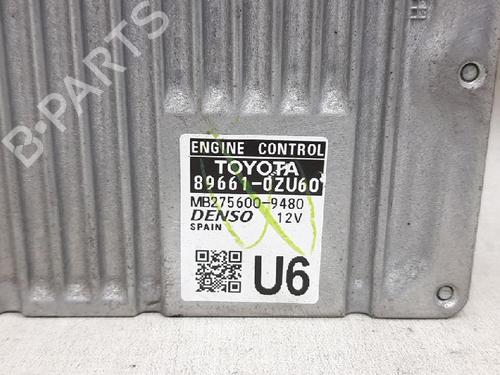 B-PARTS
ENGINE CONTROL
TOYOTA
89661-0ZU60
MB275600-9480
DENSO 12V
SPAIN
U6